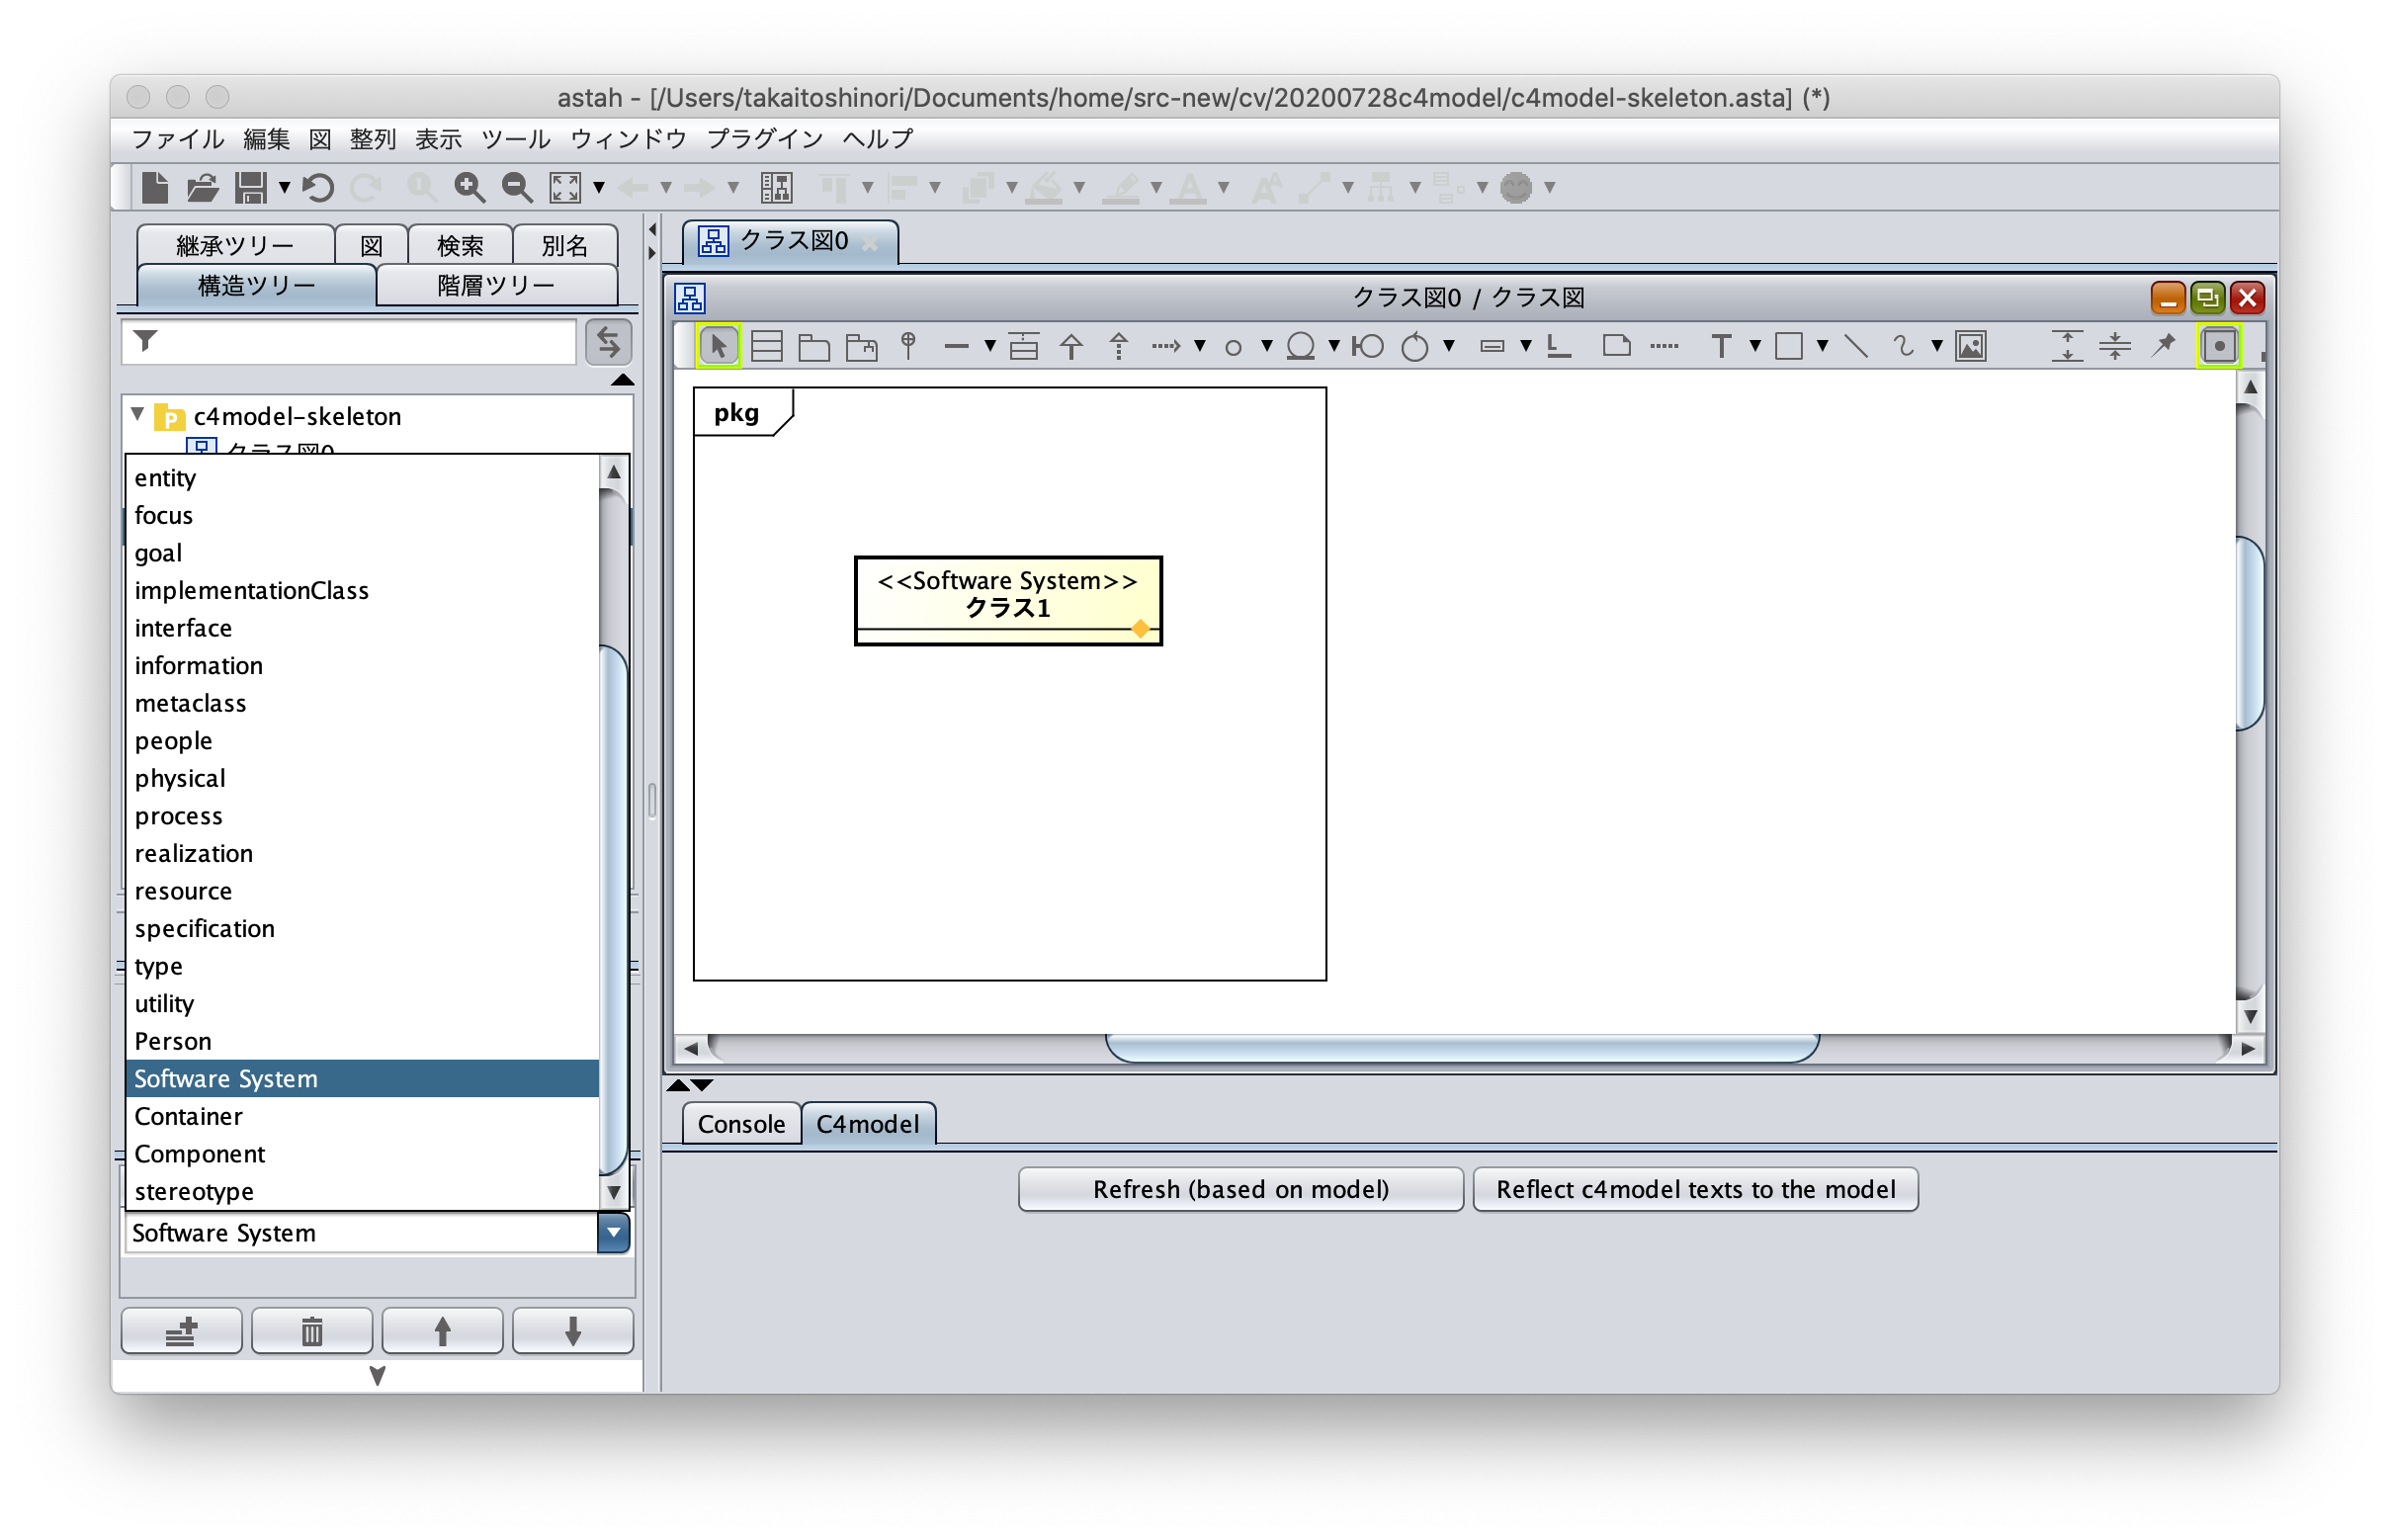 astah - [/Users/takaitoshinori/Documents/home/src-new/cv/20200728c4model/c4model-skeleton.asta] (*)
ファイル 編集 図 整列 表示 ツール ウィンドウ プラグイン ヘルプ
継承ツリー 図 検索 別名
構造ツリー 階層ツリー
c4model-skeleton
クラス図0
entity
focus
goal
implementationClass
interface
information
metaclass
people
physical
process
realization
resource
specification
type
utility
Person
Software System
Container
Component
stereotype
Software System
クラス図0
クラス図0 / クラス図
pkg
<<Software System>>
クラス1
Console C4model
Refresh (based on model) Reflect c4model texts to the model